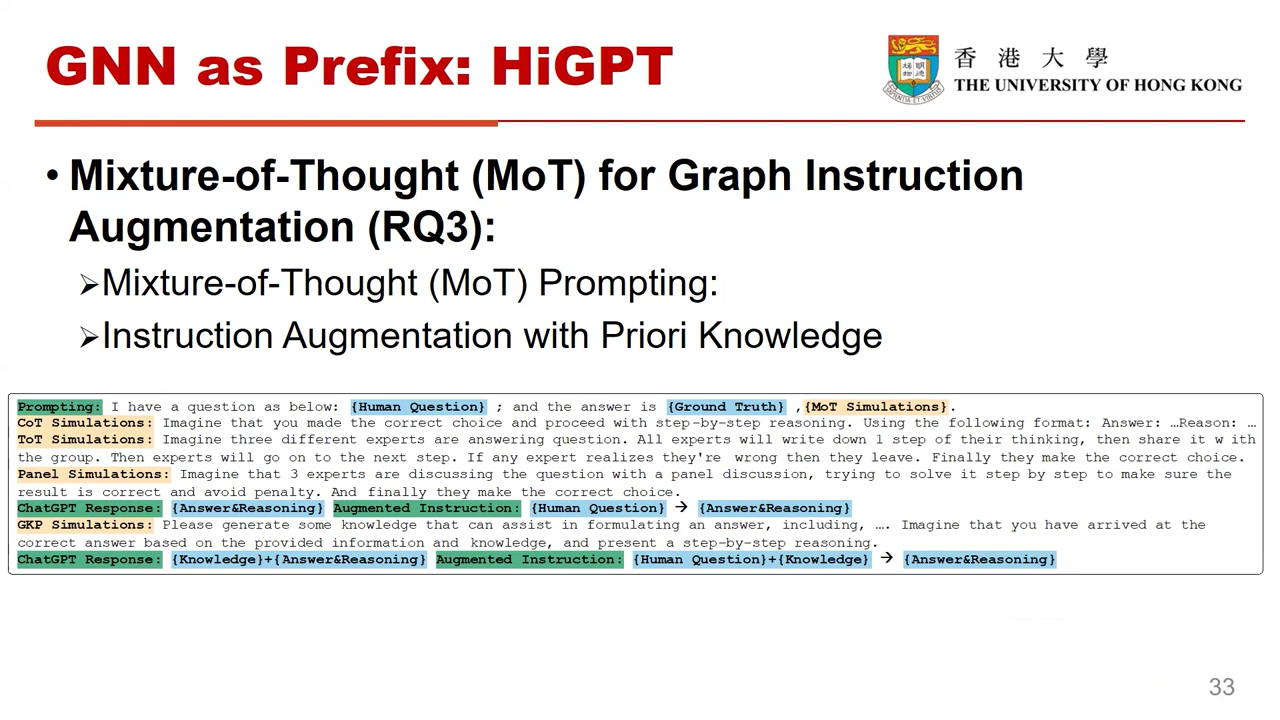 GNN as Prefix: HiGPT
香港大學
THE UNIVERSITY OF HONG KONG
• Mixture-of-Thought (MoT) for Graph Instruction
Augmentation (RQ3):
➢Mixture-of-Thought (MoT) Prompting:
➢Instruction Augmentation with Priori Knowledge
Prompting: I have a question as below: {Human Question} ; and the answer is {Ground Truth} ,{MoT Simulations}.
CoT Simulations: Imagine that you made the correct choice and proceed with step-by-step reasoning. Using the following format: Answer: …Reason: …
ToT Simulations: Imagine three different experts are answering question. All experts will write down 1 step of their thinking, then share it w ith
the group. Then experts will go on to the next step. If any expert realizes they're wrong then they leave. Finally they make the correct choice.
Panel Simulations: Imagine that 3 experts are discussing the question with a panel discussion, trying to solve it step by step to make sure the
result is correct and avoid penalty. And finally they make the correct choice.
ChatGPT Response: {Answer&Reasoning} Augmented Instruction: {Human Question} → {Answer&Reasoning}
GKP Simulations: Please generate some knowledge that can assist in formulating an answer, including, …. Imagine that you have arrived at the
correct answer based on the provided information and knowledge, and present a step-by-step reasoning.
ChatGPT Response: {Knowledge}+{Answer&Reasoning} Augmented Instruction: {Human Question}+{Knowledge} → {Answer&Reasoning}
33